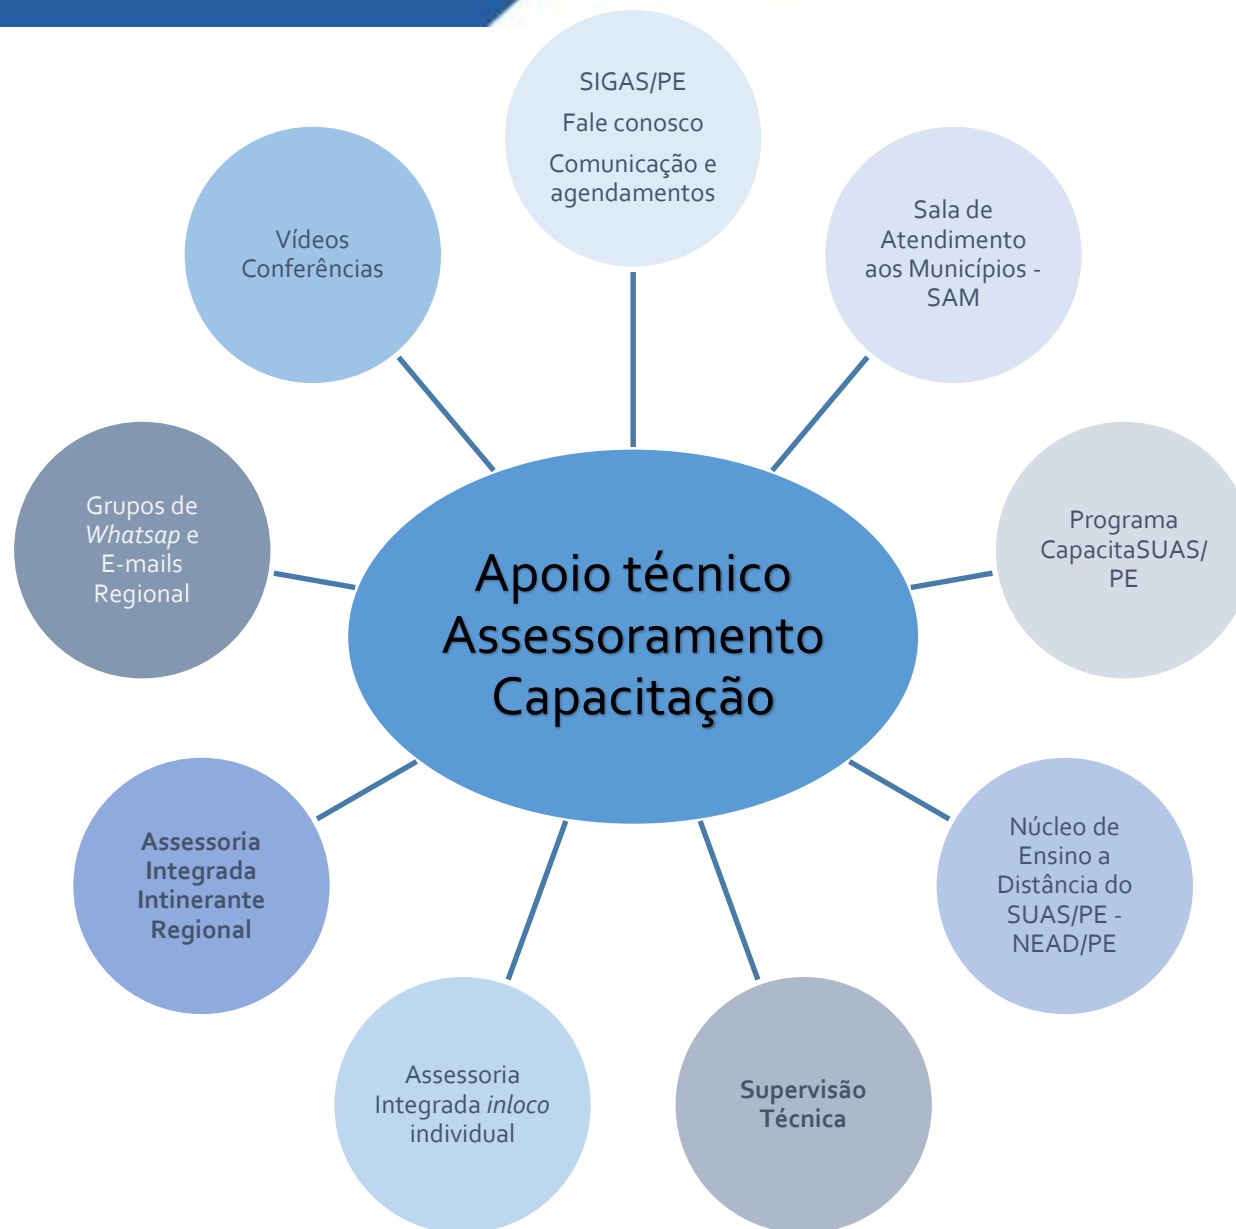 SIGAS/PE
Fale conosco
Comunicação e
agendamentos
Sala de
Atendimento
aos Municípios -
SAM
Programa
CapacitaSUAS/
PE
Núcleo de
Ensino a
Distância do
SUAS/PE -
NEAD/PE
Supervisão
Técnica
Assessoria
Integrada inloco
individual
Assessoria
Integrada
Intinerante
Regional
Grupos de
Whatsap e
E-mails
Regional
Vídeos
Conferências
Apoio técnico
Assessoramento
Capacitação